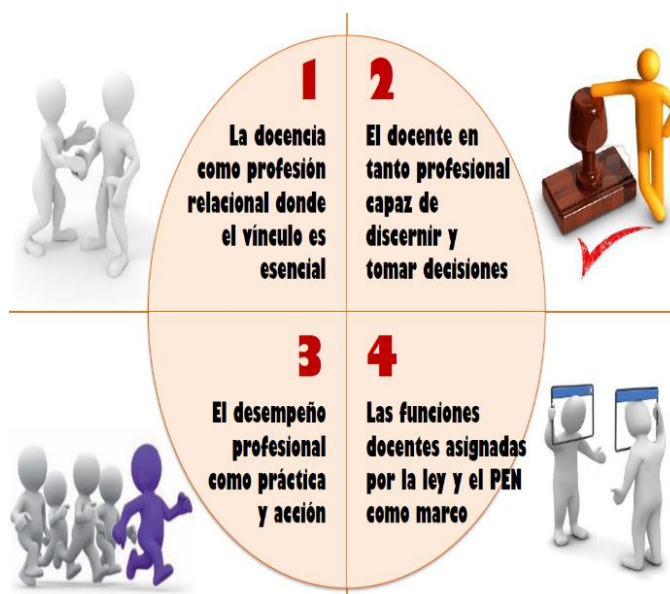 1
La docencia
como profesión
relacional donde
el vínculo es
esencial
2
El docente en
tanto profesional
capaz de
discernir y
tomar decisiones
3
El desempeño
profesional
como práctica
y acción
4
Las funciones
docentes asignadas
por la ley y el PEN
como marco